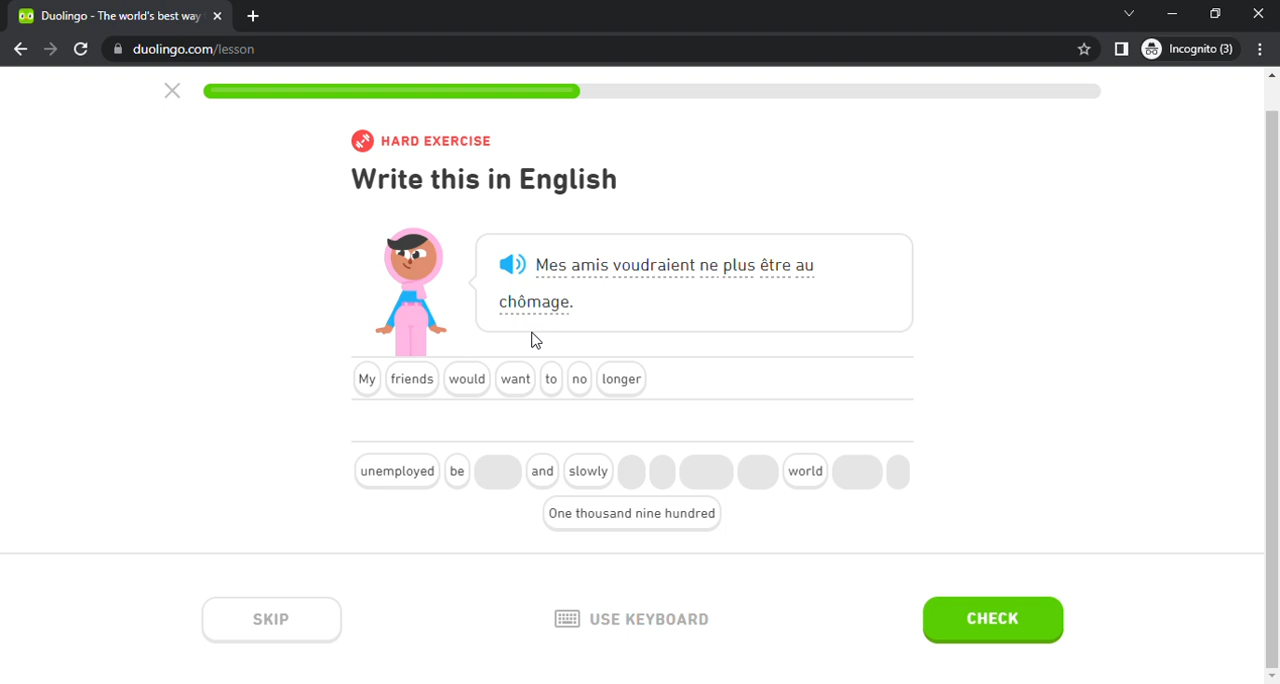 Duolingo - The world's best way
duolingo.com/lesson
Incognito (3)
HARD EXERCISE
Write this in English
Mes amis voudraient ne plus être au
chômage.
My friends would want to no longer
unemployed be and slowly world
One thousand nine hundred
SKIP USE KEYBOARD CHECK